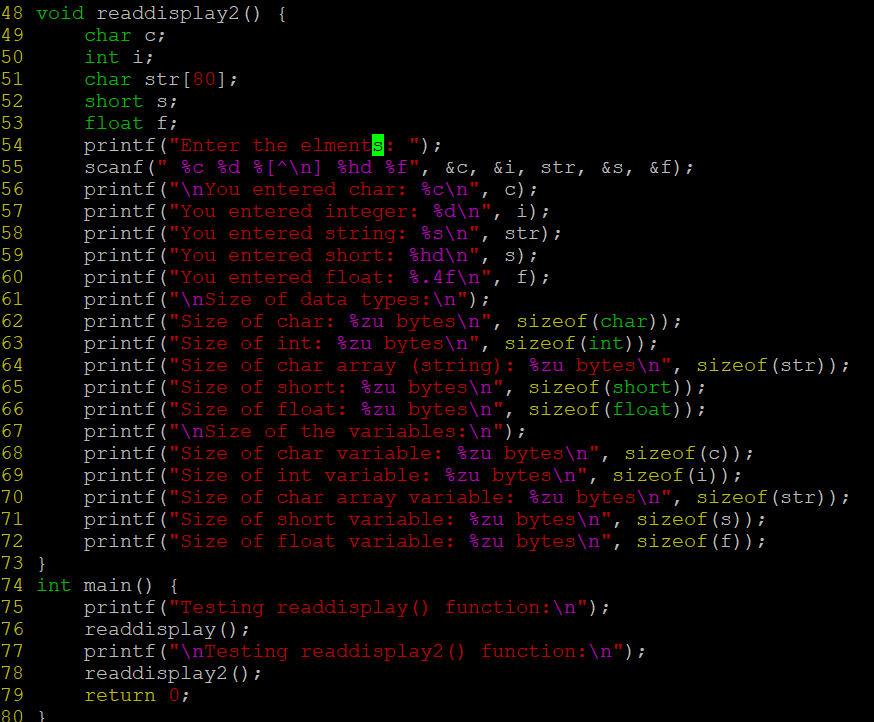 48 void readdisplay2() {
49     char c;
50     int i;
51     char str[80];
52     short s;
53     float f;
54     printf("Enter the elments: ");
55     scanf(" %c %d %[^\n] %hd %f", &c, &i, str, &s, &f);
56     printf("\nYou entered char: %c\n", c);
57     printf("You entered integer: %d\n", i);
58     printf("You entered string: %s\n", str);
59     printf("You entered short: %hd\n", s);
60     printf("You entered float: %.4f\n", f);
61     printf("\nSize of data types:\n");
62     printf("Size of char: %zu bytes\n", sizeof(char));
63     printf("Size of int: %zu bytes\n", sizeof(int));
64     printf("Size of char array (string): %zu bytes\n", sizeof(str));
65     printf("Size of short: %zu bytes\n", sizeof(short));
66     printf("Size of float: %zu bytes\n", sizeof(float));
67     printf("\nSize of the variables:\n");
68     printf("Size of char variable: %zu bytes\n", sizeof(c));
69     printf("Size of int variable: %zu bytes\n", sizeof(i));
70     printf("Size of char array variable: %zu bytes\n", sizeof(str));
71     printf("Size of short variable: %zu bytes\n", sizeof(s));
72     printf("Size of float variable: %zu bytes\n", sizeof(f));
73 }
74 int main() {
75     printf("Testing readdisplay() function:\n");
76     readdisplay();
77     printf("\nTesting readdisplay2() function:\n");
78     readdisplay2();
79     return 0;
80 }